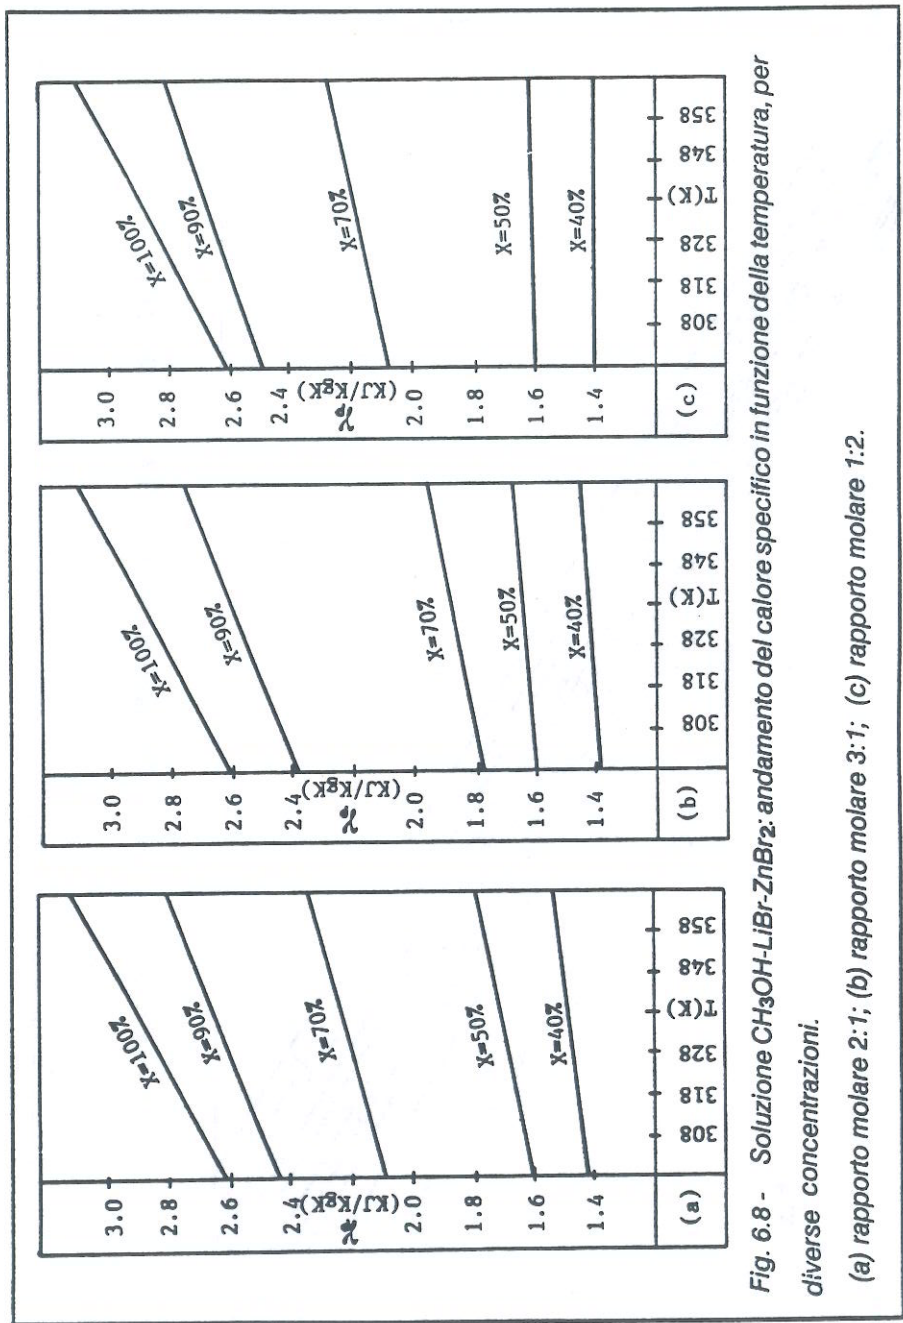 3.0
2.8
2.6
2.4
(KJ/KgK)
2.0
1.8
1.6
1.4
X=100%
X=90%
X=70%
X=50%
X=40%
(a)
308 318 328 T(K) 348 358
3.0
2.8
2.6
2.4
(KJ/KgK)
2.0
1.8
1.6
1.4
X=100%
X=90%
X=70%
X=50%
X=40%
(b)
308 318 328 T(K) 348 358
3.0
2.8
2.6
2.4
(KJ/KgK)
2.0
1.8
1.6
1.4
X=100%
X=90%
X=70%
X=50%
X=40%
(c)
308 318 328 T(K) 348 358
Fig. 6.8 - Soluzione CH₃OH-LiBr-ZnBr₂: andamento del calore specifico in funzione della temperatura, per
diverse concentrazioni.
(a) rapporto molare 2:1; (b) rapporto molare 3:1; (c) rapporto molare 1:2.